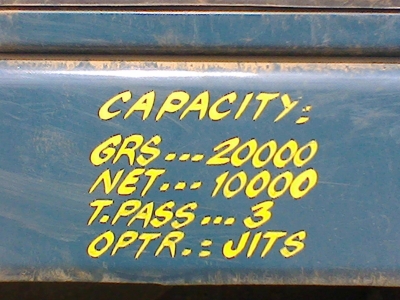 CAPACITY:
GRS... 20000
NET... 10000
T.PASS... 3
OPTR.: JITS